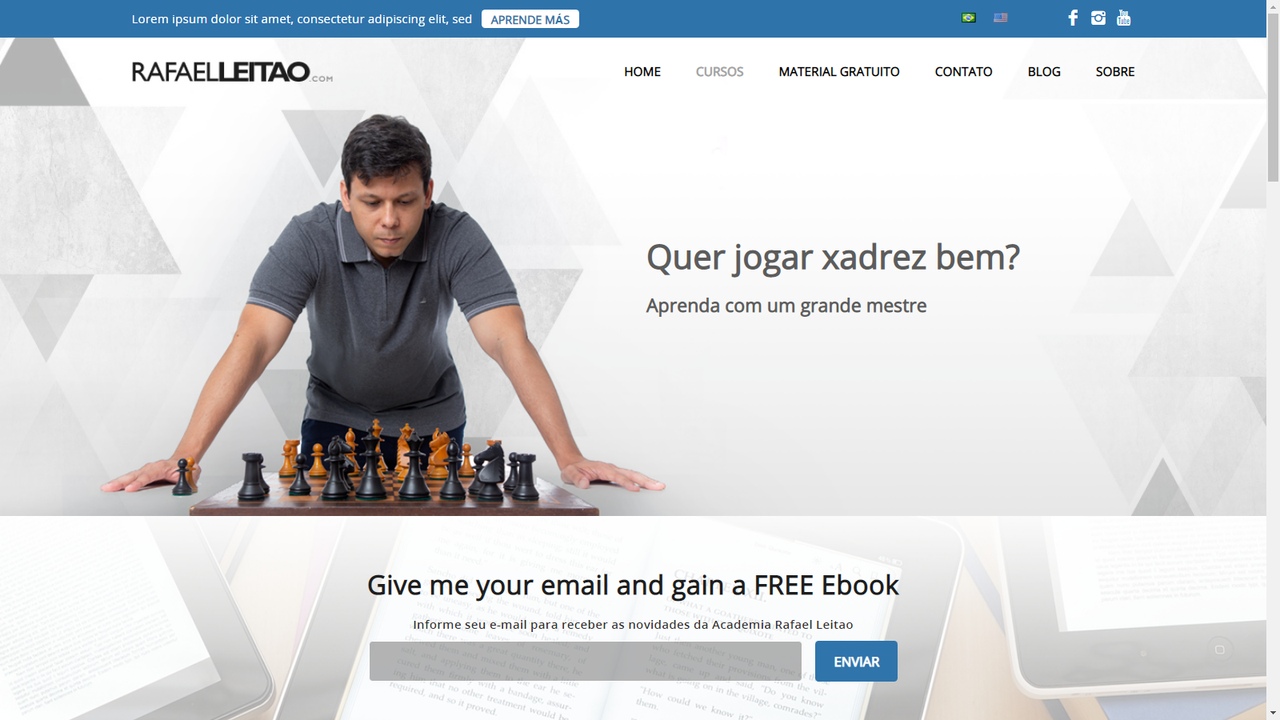 Lorem ipsum dolor sit amet, consectetur adipiscing elit, sed APRENDE MÁS
RAFAELLEITAO.COM
HOME CURSOS MATERIAL GRATUITO CONTATO BLOG SOBRE
Quer jogar xadrez bem?
Aprenda com um grande mestre
Give me your email and gain a FREE Ebook
Informe seu e-mail para receber as novidades da Academia Rafael Leitao
ENVIAR